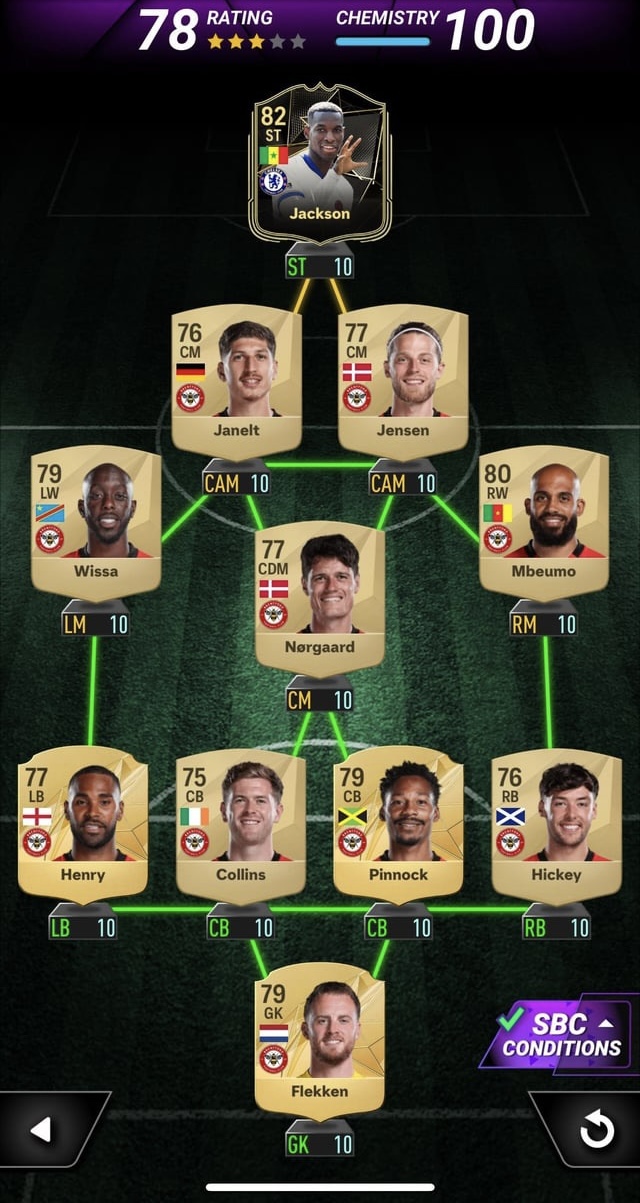 78 RATING CHEMISTRY 100
82
ST
Jackson
ST 10
76
CM
Janelt
77
CM
Jensen
CAM 10
CAM 10
79
LW
Wissa
80
RW
Mbeumo
LM 10
RM 10
77
CDM
Nørgaard
CM 10
77
LB
Henry
75
CB
Collins
79
CB
Pinnock
76
RB
Hickey
LB 10
CB 10
CB 10
RB 10
79
GK
Flekken
GK 10
SBC
CONDITIONS